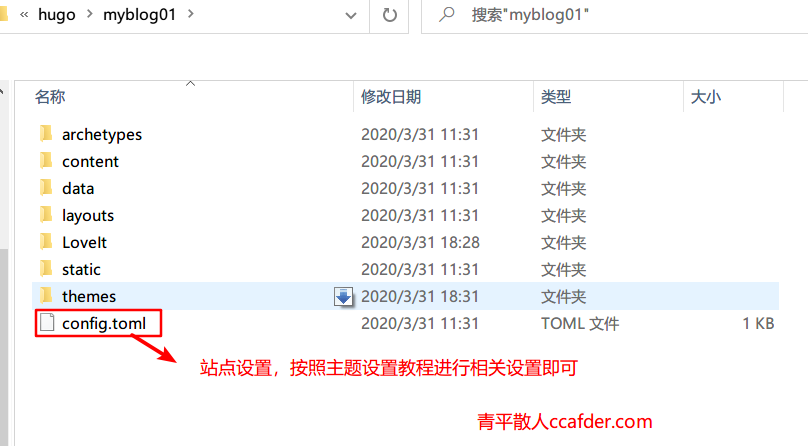 « hugo > myblog01 >
搜索"myblog01"
名称 修改日期 类型 大小
archetypes 2020/3/31 11:31 文件夹
content 2020/3/31 11:31 文件夹
data 2020/3/31 11:31 文件夹
layouts 2020/3/31 11:31 文件夹
LoveIt 2020/3/31 18:28 文件夹
static 2020/3/31 11:31 文件夹
themes 2020/3/31 18:31 文件夹
config.toml 2020/3/31 11:31 TOML 文件 1 KB
站点设置，按照主题设置教程进行相关设置即可
青平散人ccafder.com